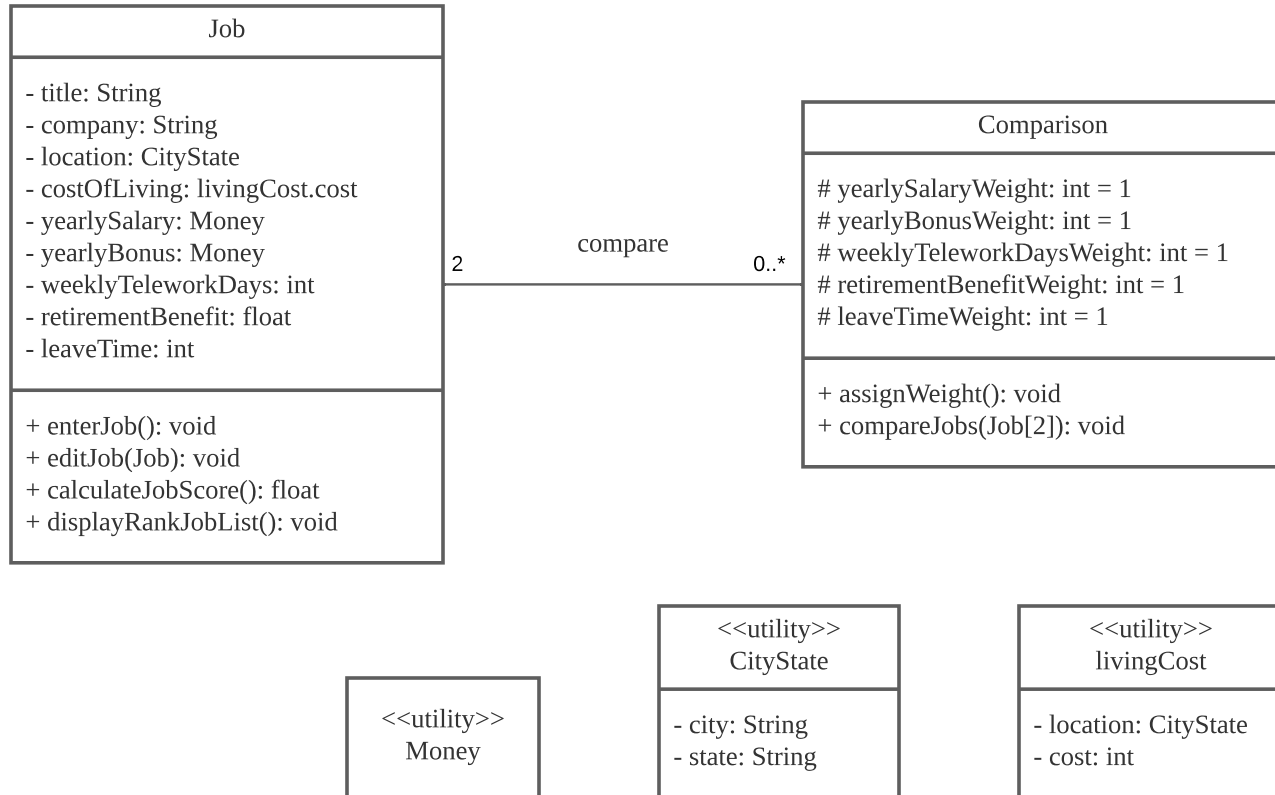 Job
- title: String
- company: String
- location: CityState
- costOfLiving: livingCost.cost
- yearlySalary: Money
- yearlyBonus: Money
- weeklyTeleworkDays: int
- retirementBenefit: float
- leaveTime: int
+ enterJob(): void
+ editJob(Job): void
+ calculateJobScore(): float
+ displayRankJobList(): void
2
compare
0..*
Comparison
# yearlySalaryWeight: int = 1
# yearlyBonusWeight: int = 1
# weeklyTeleworkDaysWeight: int = 1
# retirementBenefitWeight: int = 1
# leaveTimeWeight: int = 1
+ assignWeight(): void
+ compareJobs(Job[2]): void
<<utility>>
Money
<<utility>>
CityState
- city: String
- state: String
<<utility>>
livingCost
- location: CityState
- cost: int